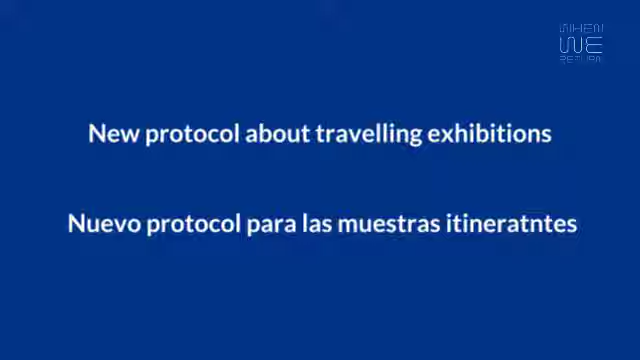 WHEN
WE
RETURN
New protocol about travelling exhibitions
Nuevo protocol para las muestras itineratntes